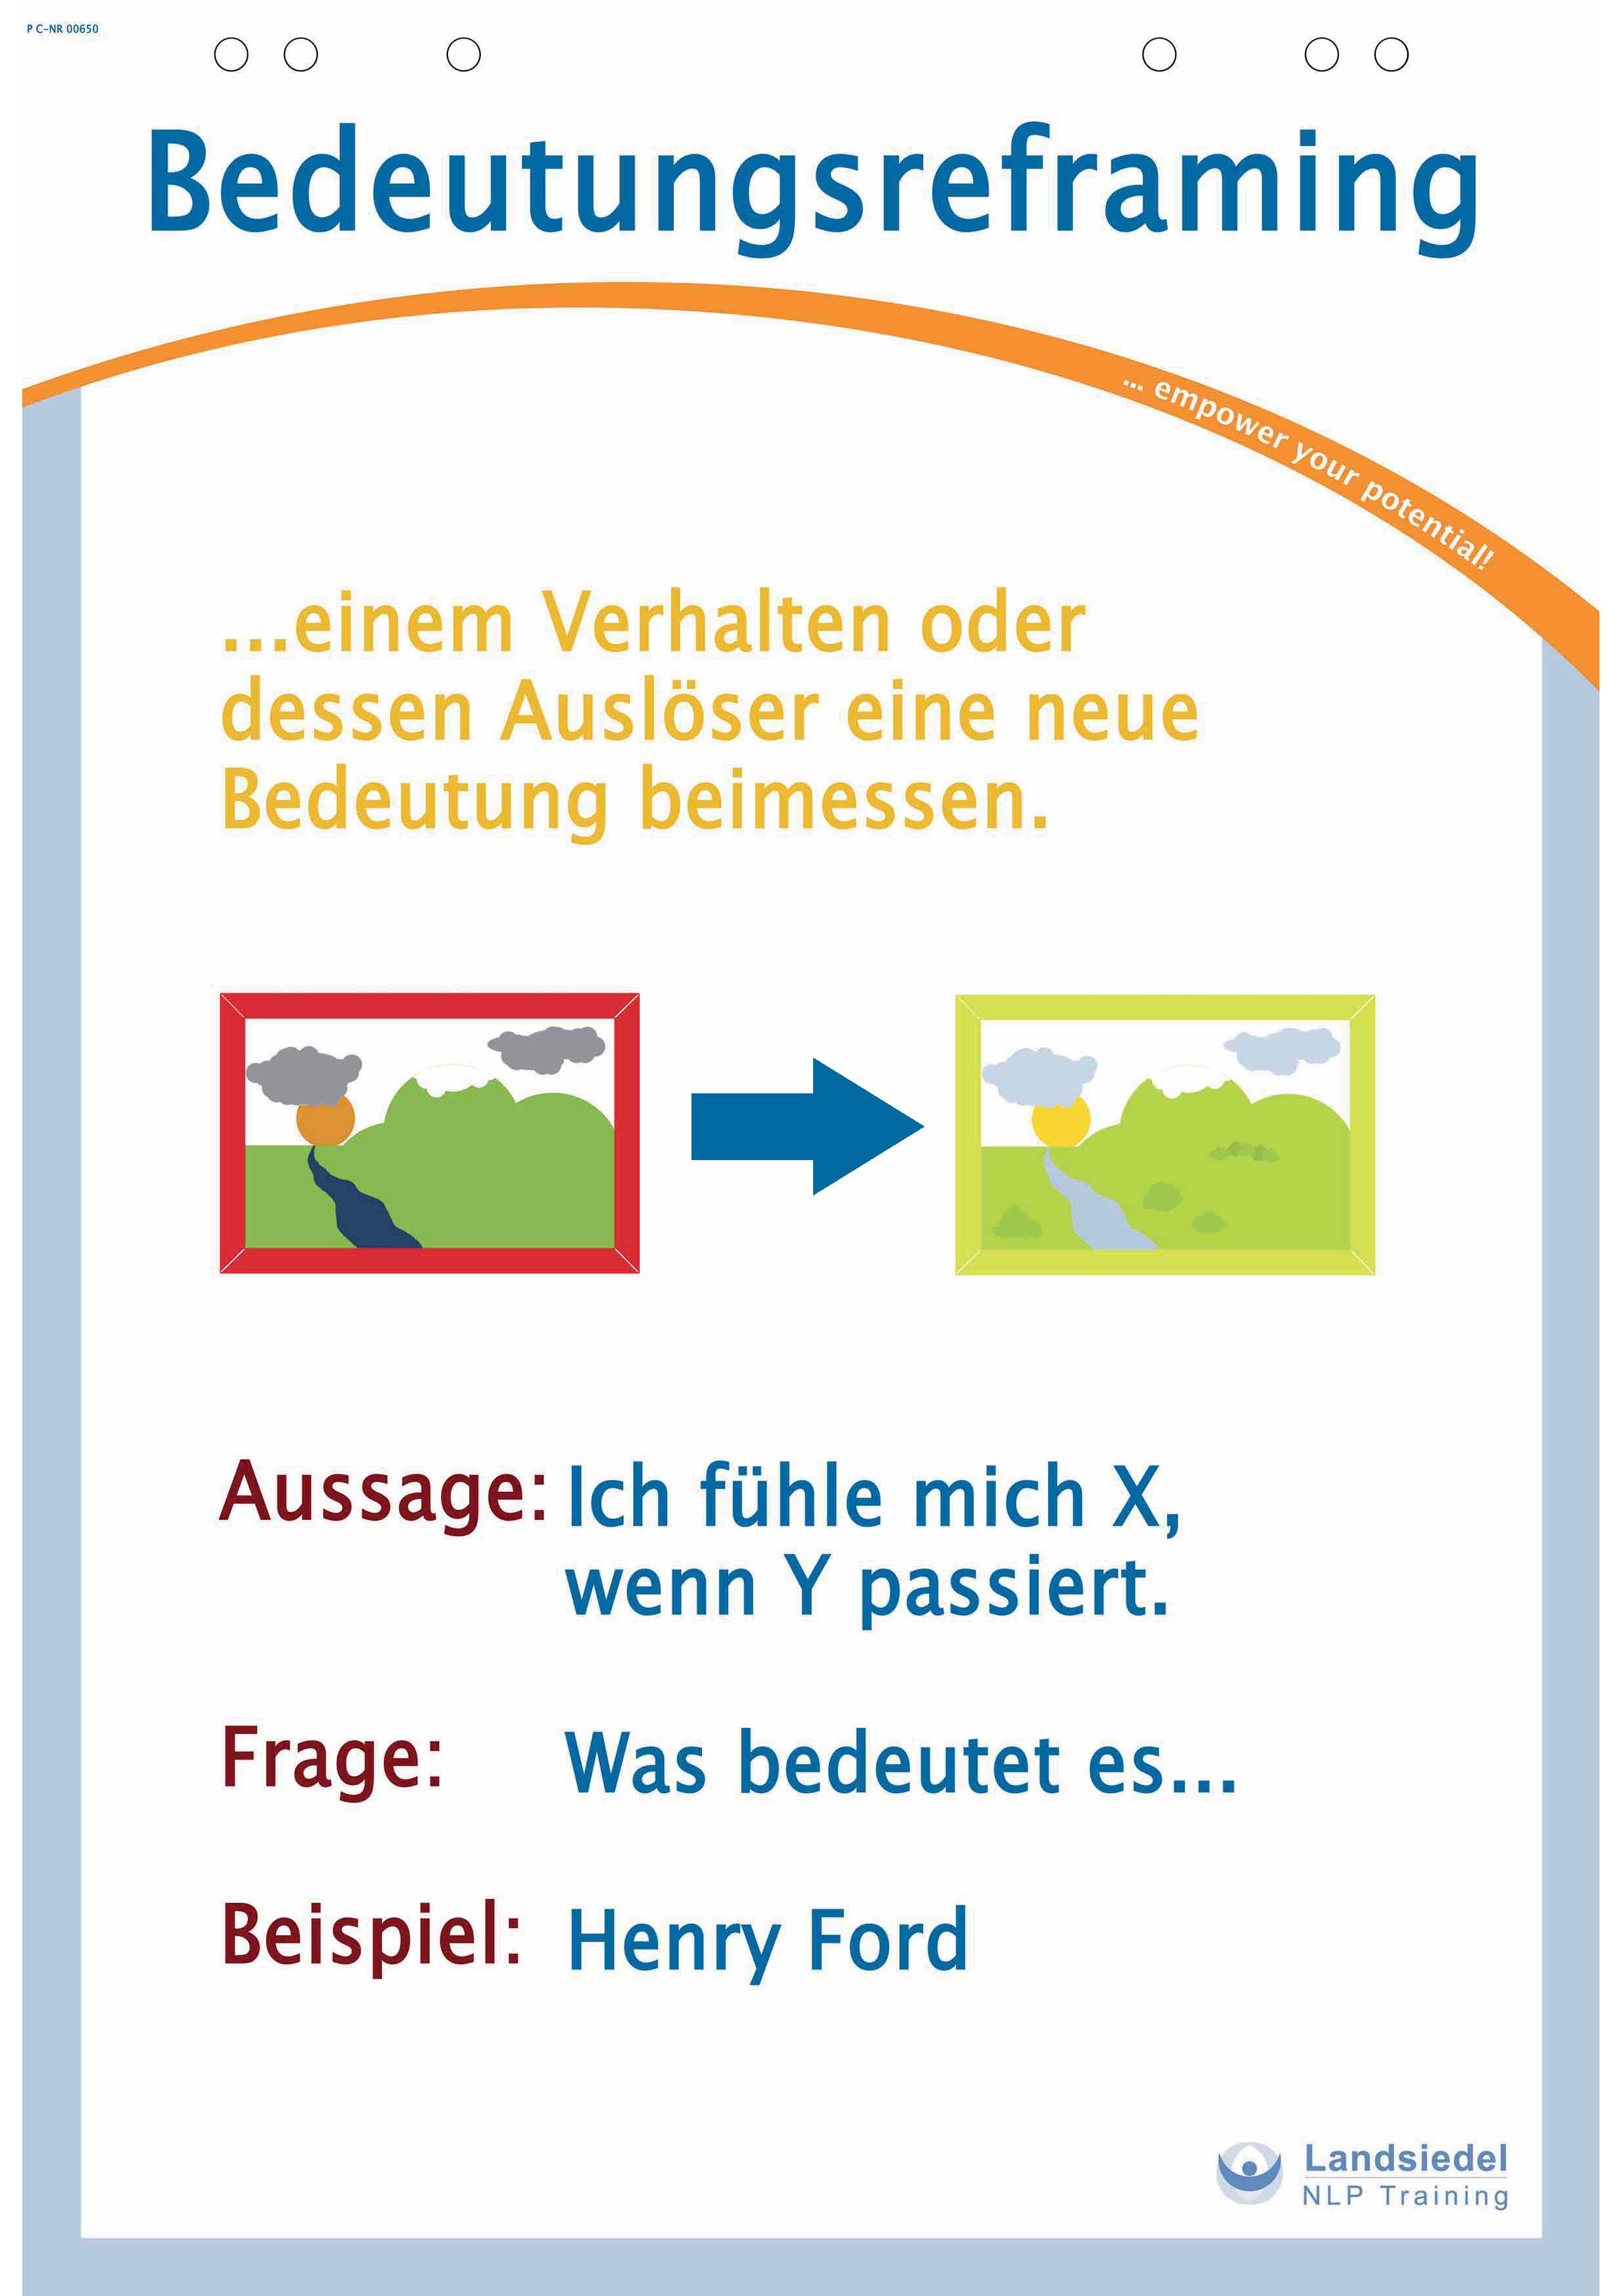 P C-NR 00650
Bedeutungsreframing
... empower your potential!
...einem Verhalten oder
dessen Auslöser eine neue
Bedeutung beimessen.
Aussage: Ich fühle mich X,
wenn Y passiert.
Frage: Was bedeutet es...
Beispiel: Henry Ford
Landsiedel
NLP Training